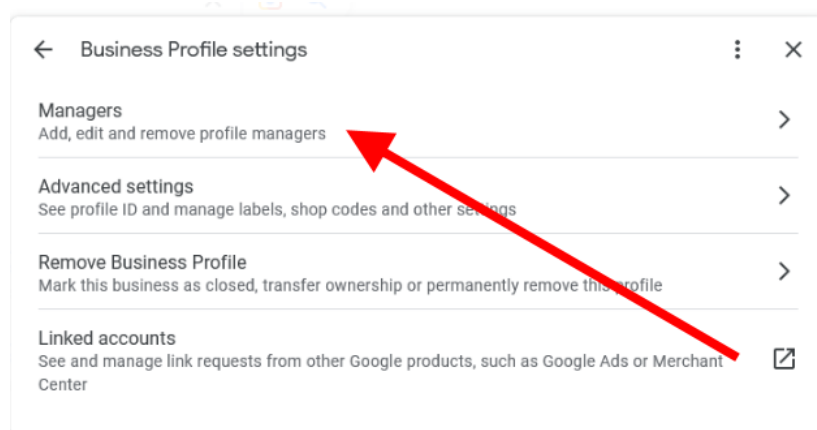 Business Profile settings
Managers
Add, edit and remove profile managers
Advanced settings
See profile ID and manage labels, shop codes and other settings
Remove Business Profile
Mark this business as closed, transfer ownership or permanently remove this profile
Linked accounts
See and manage link requests from other Google products, such as Google Ads or Merchant
Center